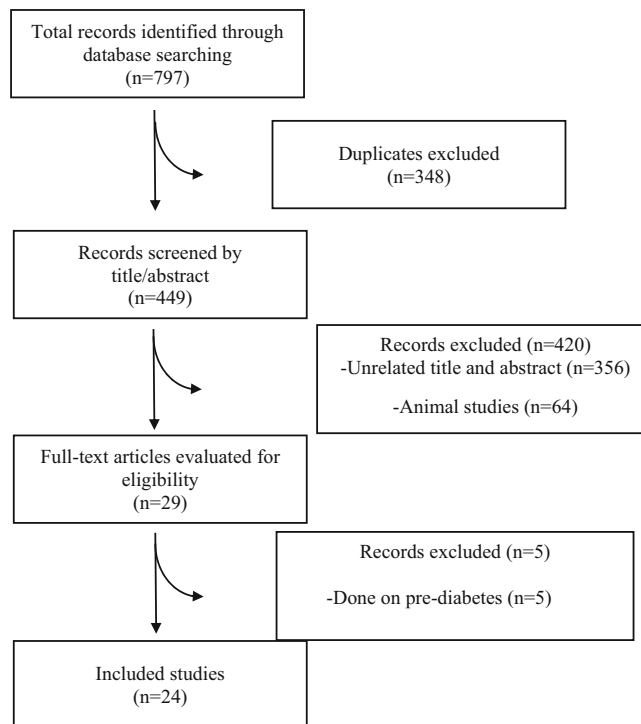 Total records identified through
database searching
(n=797)
Duplicates excluded
(n=348)
Records screened by
title/abstract
(n=449)
Records excluded (n=420)
-Unrelated title and abstract (n=356)
-Animal studies (n=64)
Full-text articles evaluated for
eligibility
(n=29)
Records excluded (n=5)
-Done on pre-diabetes (n=5)
Included studies
(n=24)